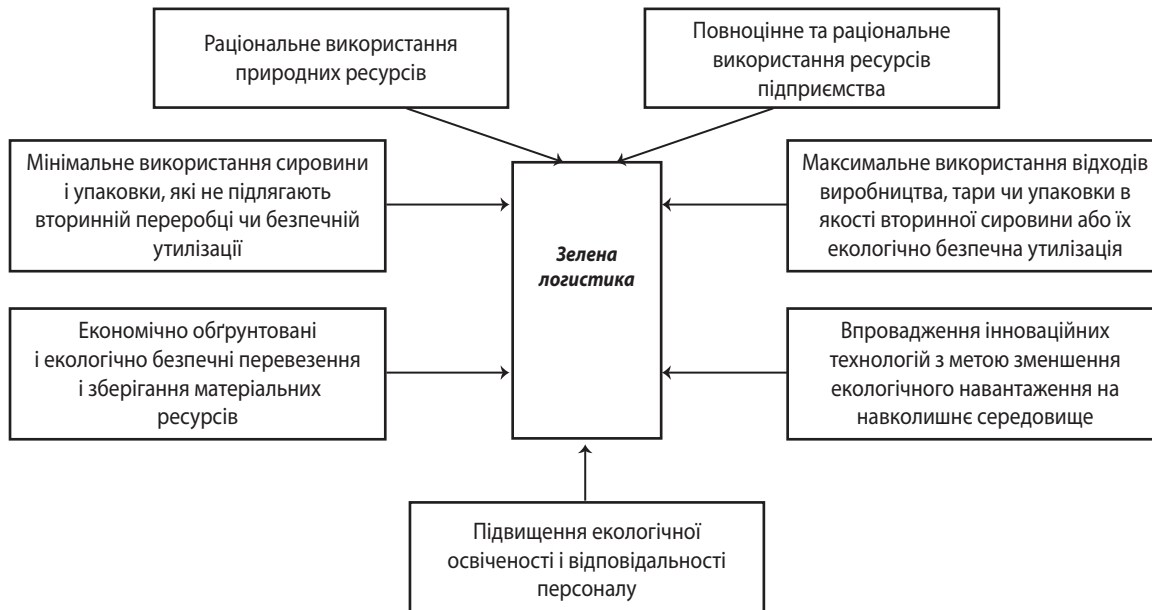 Раціональне використання
природних ресурсів
Повноцінне та раціональне
використання ресурсів
підприємства
Мінімальне використання сировини
і упаковки, які не підлягають
вторинній переробці чи безпечній
утилізації
Зелена
логистика
Максимальне використання відходів
виробництва, тари чи упаковки в
якості вторинної сировини або їх
екологічно безпечна утилізація
Економічно обґрунтовані
і екологічно безпечні перевезення
і зберігання матеріальних
ресурсів
Впровадження інноваційних
технологій з метою зменшення
екологічного навантаження на
навколишнє середовище
Підвищення екологічної
освіченості і відповідальності
персоналу